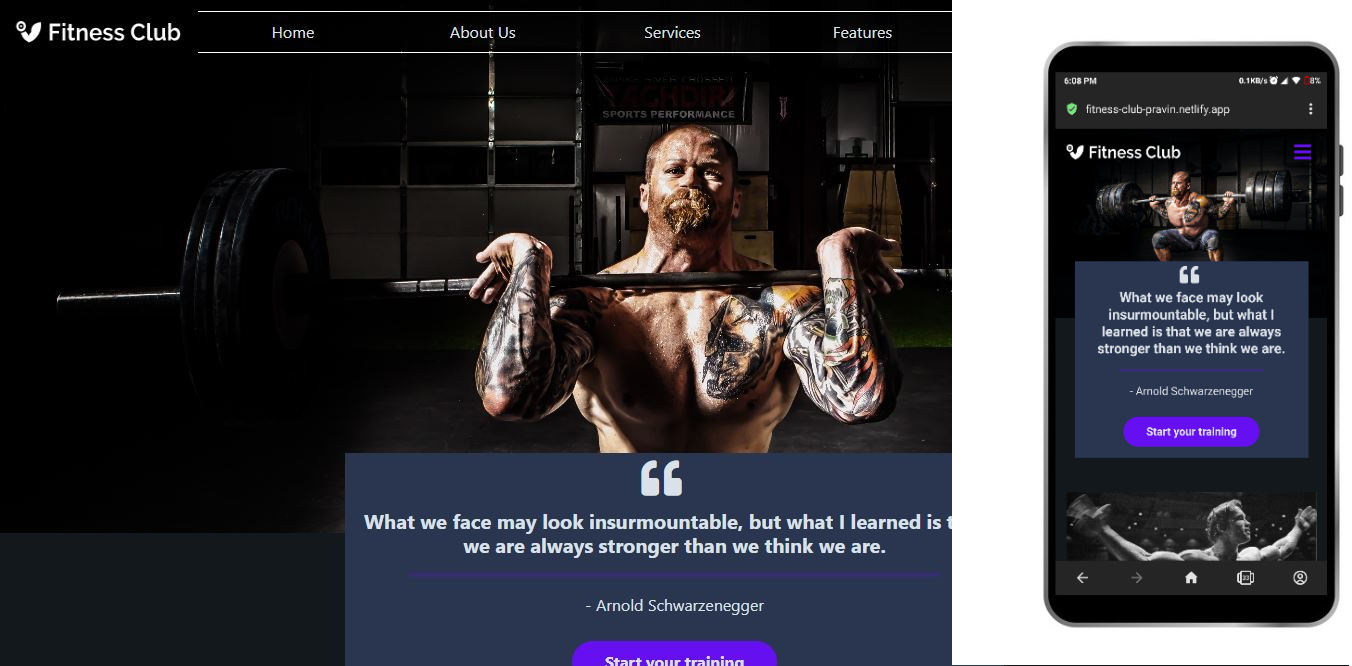 Fitness Club
Home
About Us
Services
Features
SPORTS PERFORMANCE
What we face may look insurmountable, but what I learned is
we are always stronger than we think we are.
- Arnold Schwarzenegger
Start your training
6:08 PM
0.1KB/s
8%
fitness-club-pravin.netlify.app
Fitness Club
What we face may look
insurmountable, but what I
learned is that we are always
stronger than we think we are.
- Arnold Schwarzenegger
Start your training